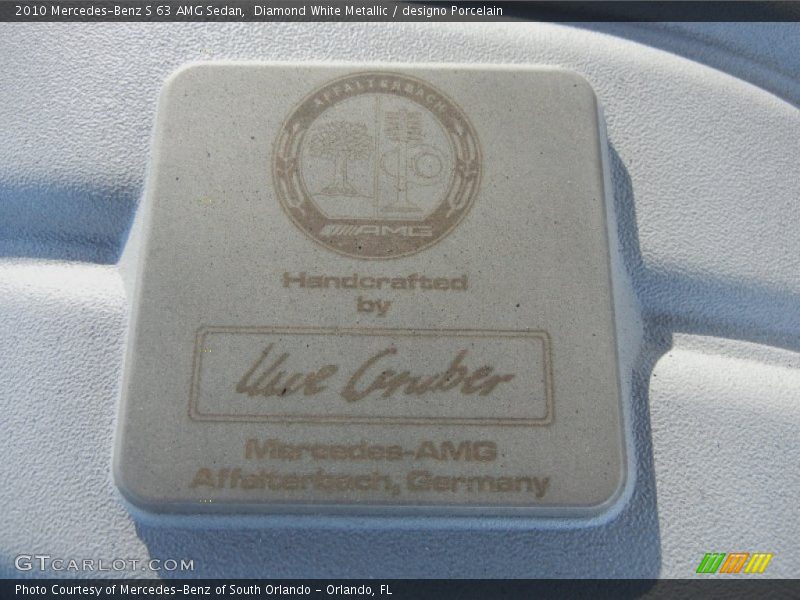 2010 Mercedes-Benz S 63 AMG Sedan,  Diamond White Metallic / designo Porcelain
AFFALTERBACH
AMG
Handcrafted
by
Uwe Gruber
Mercedes-AMG
Affalterbach, Germany
GTCARLOT.COM
Photo Courtesy of Mercedes-Benz of South Orlando - Orlando, FL